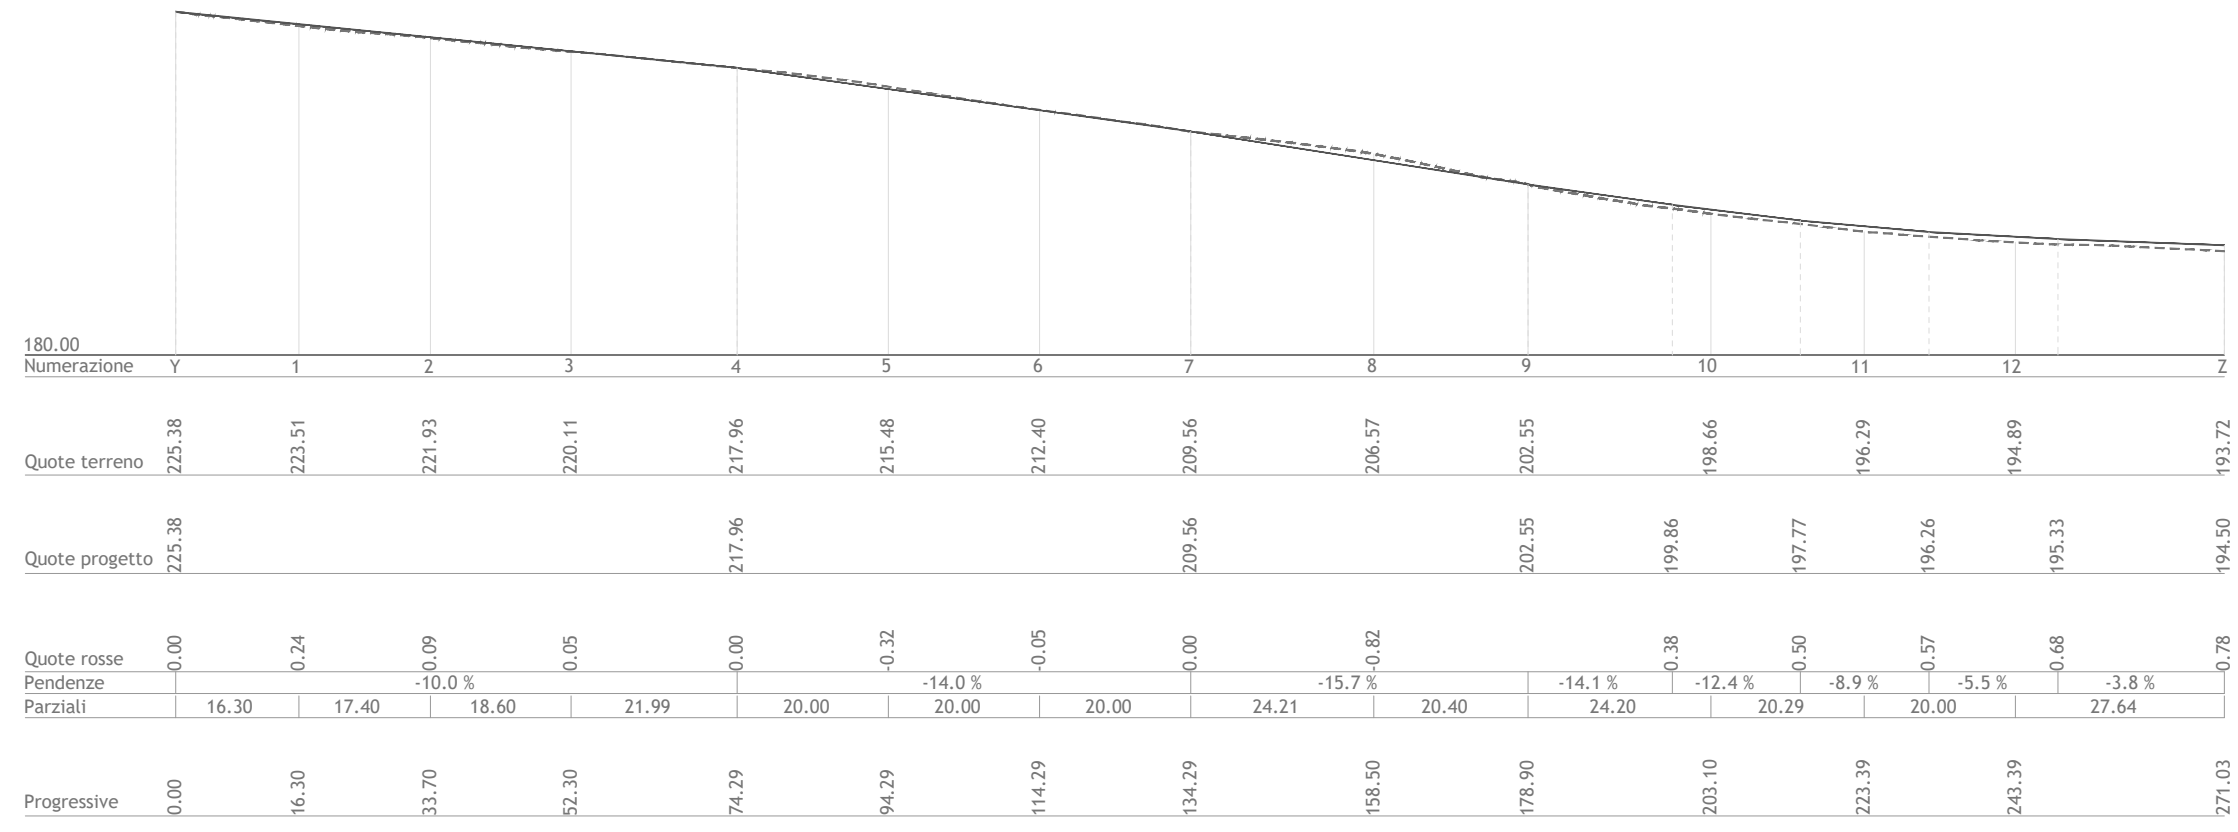 180.00
Numerazione Y 1 2 3 4 5 6 7 8 9 10 11 12 Z
Quote terreno 225.38 223.51 221.93 220.11 217.96 215.48 212.40 209.56 206.57 202.55 198.66 196.29 194.89 193.72
Quote progetto 225.38 217.96 209.56 202.55 199.86 197.77 196.26 195.33 194.50
Quote rosse 0.00 0.24 0.09 0.05 0.00 -0.32 -0.05 0.00 -0.82 0.38 0.50 0.57 0.68 0.78
Pendenze -10.0 % -14.0 % -15.7 % -14.1 % -12.4 % -8.9 % -5.5 % -3.8 %
Parziali 16.30 17.40 18.60 21.99 20.00 20.00 20.00 24.21 20.40 24.20 20.29 20.00 27.64
Progressive 0.00 16.30 33.70 52.30 74.29 94.29 114.29 134.29 158.50 178.90 203.10 223.39 243.39 271.03